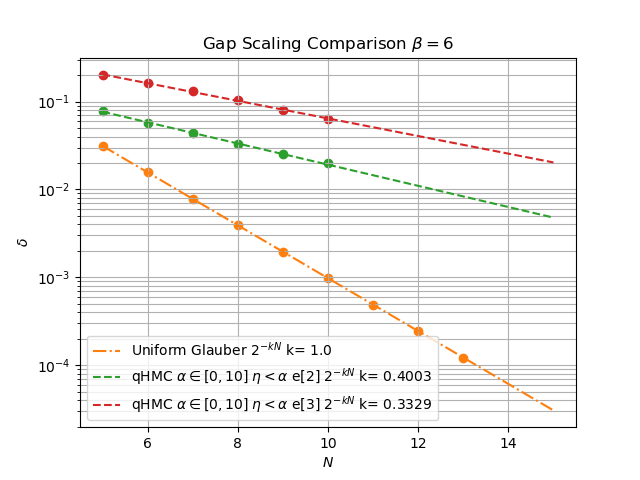 Gap Scaling Comparison β = 6
10⁻¹
10⁻²
10⁻³
10⁻⁴
δ
Uniform Glauber 2⁻ᵏᴺ k= 1.0
qHMC α ∈ [0, 10] η < α e[2] 2⁻ᵏᴺ k= 0.4003
qHMC α ∈ [0, 10] η < α e[3] 2⁻ᵏᴺ k= 0.3329
6 8 10 12 14
N